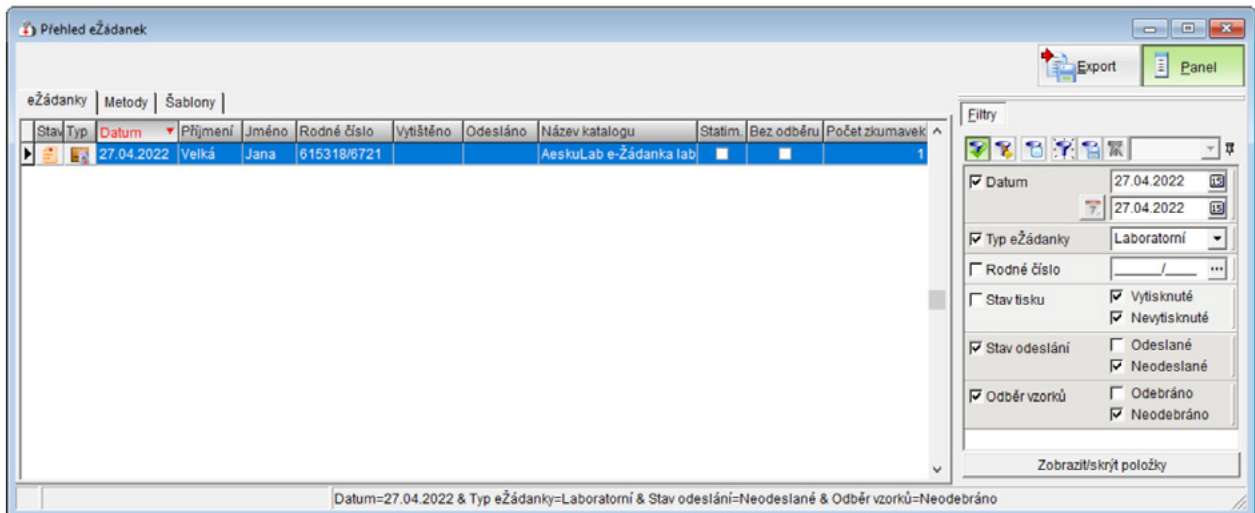 Přehled eŽádanek
Export
Panel
eŽádanky Metody Šablony
Stav Typ Datum Příjmení Jméno Rodné číslo Vytištěno Odesláno Název katalogu Statim. Bez odběru Počet zkumavek
27.04.2022 Velká Jana 615318/6721 AeskuLab e-Žádanka lab 1
Filtry
Datum 27.04.2022
27.04.2022
Typ eŽádanky Laboratorní
Rodné číslo _____/____
Stav tisku Vytisknuté
Nevytisknuté
Stav odeslání Odeslané
Neodeslané
Odběr vzorků Odebráno
Neodebráno
Zobrazit/skrýt položky
Datum=27.04.2022 & Typ eŽádanky=Laboratorní & Stav odeslání=Neodeslané & Odběr vzorků=Neodebráno